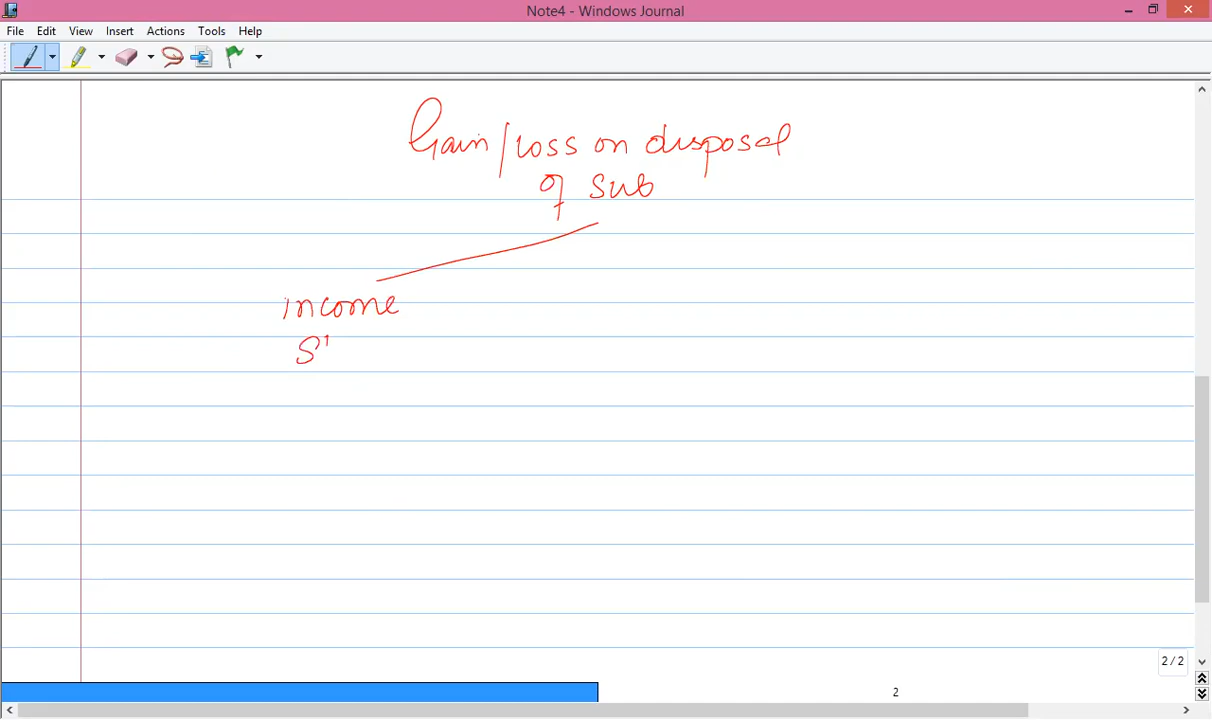 Note4 - Windows Journal
File Edit View Insert Actions Tools Help
Gain/Loss on disposal
of sub
income
2 / 2
2